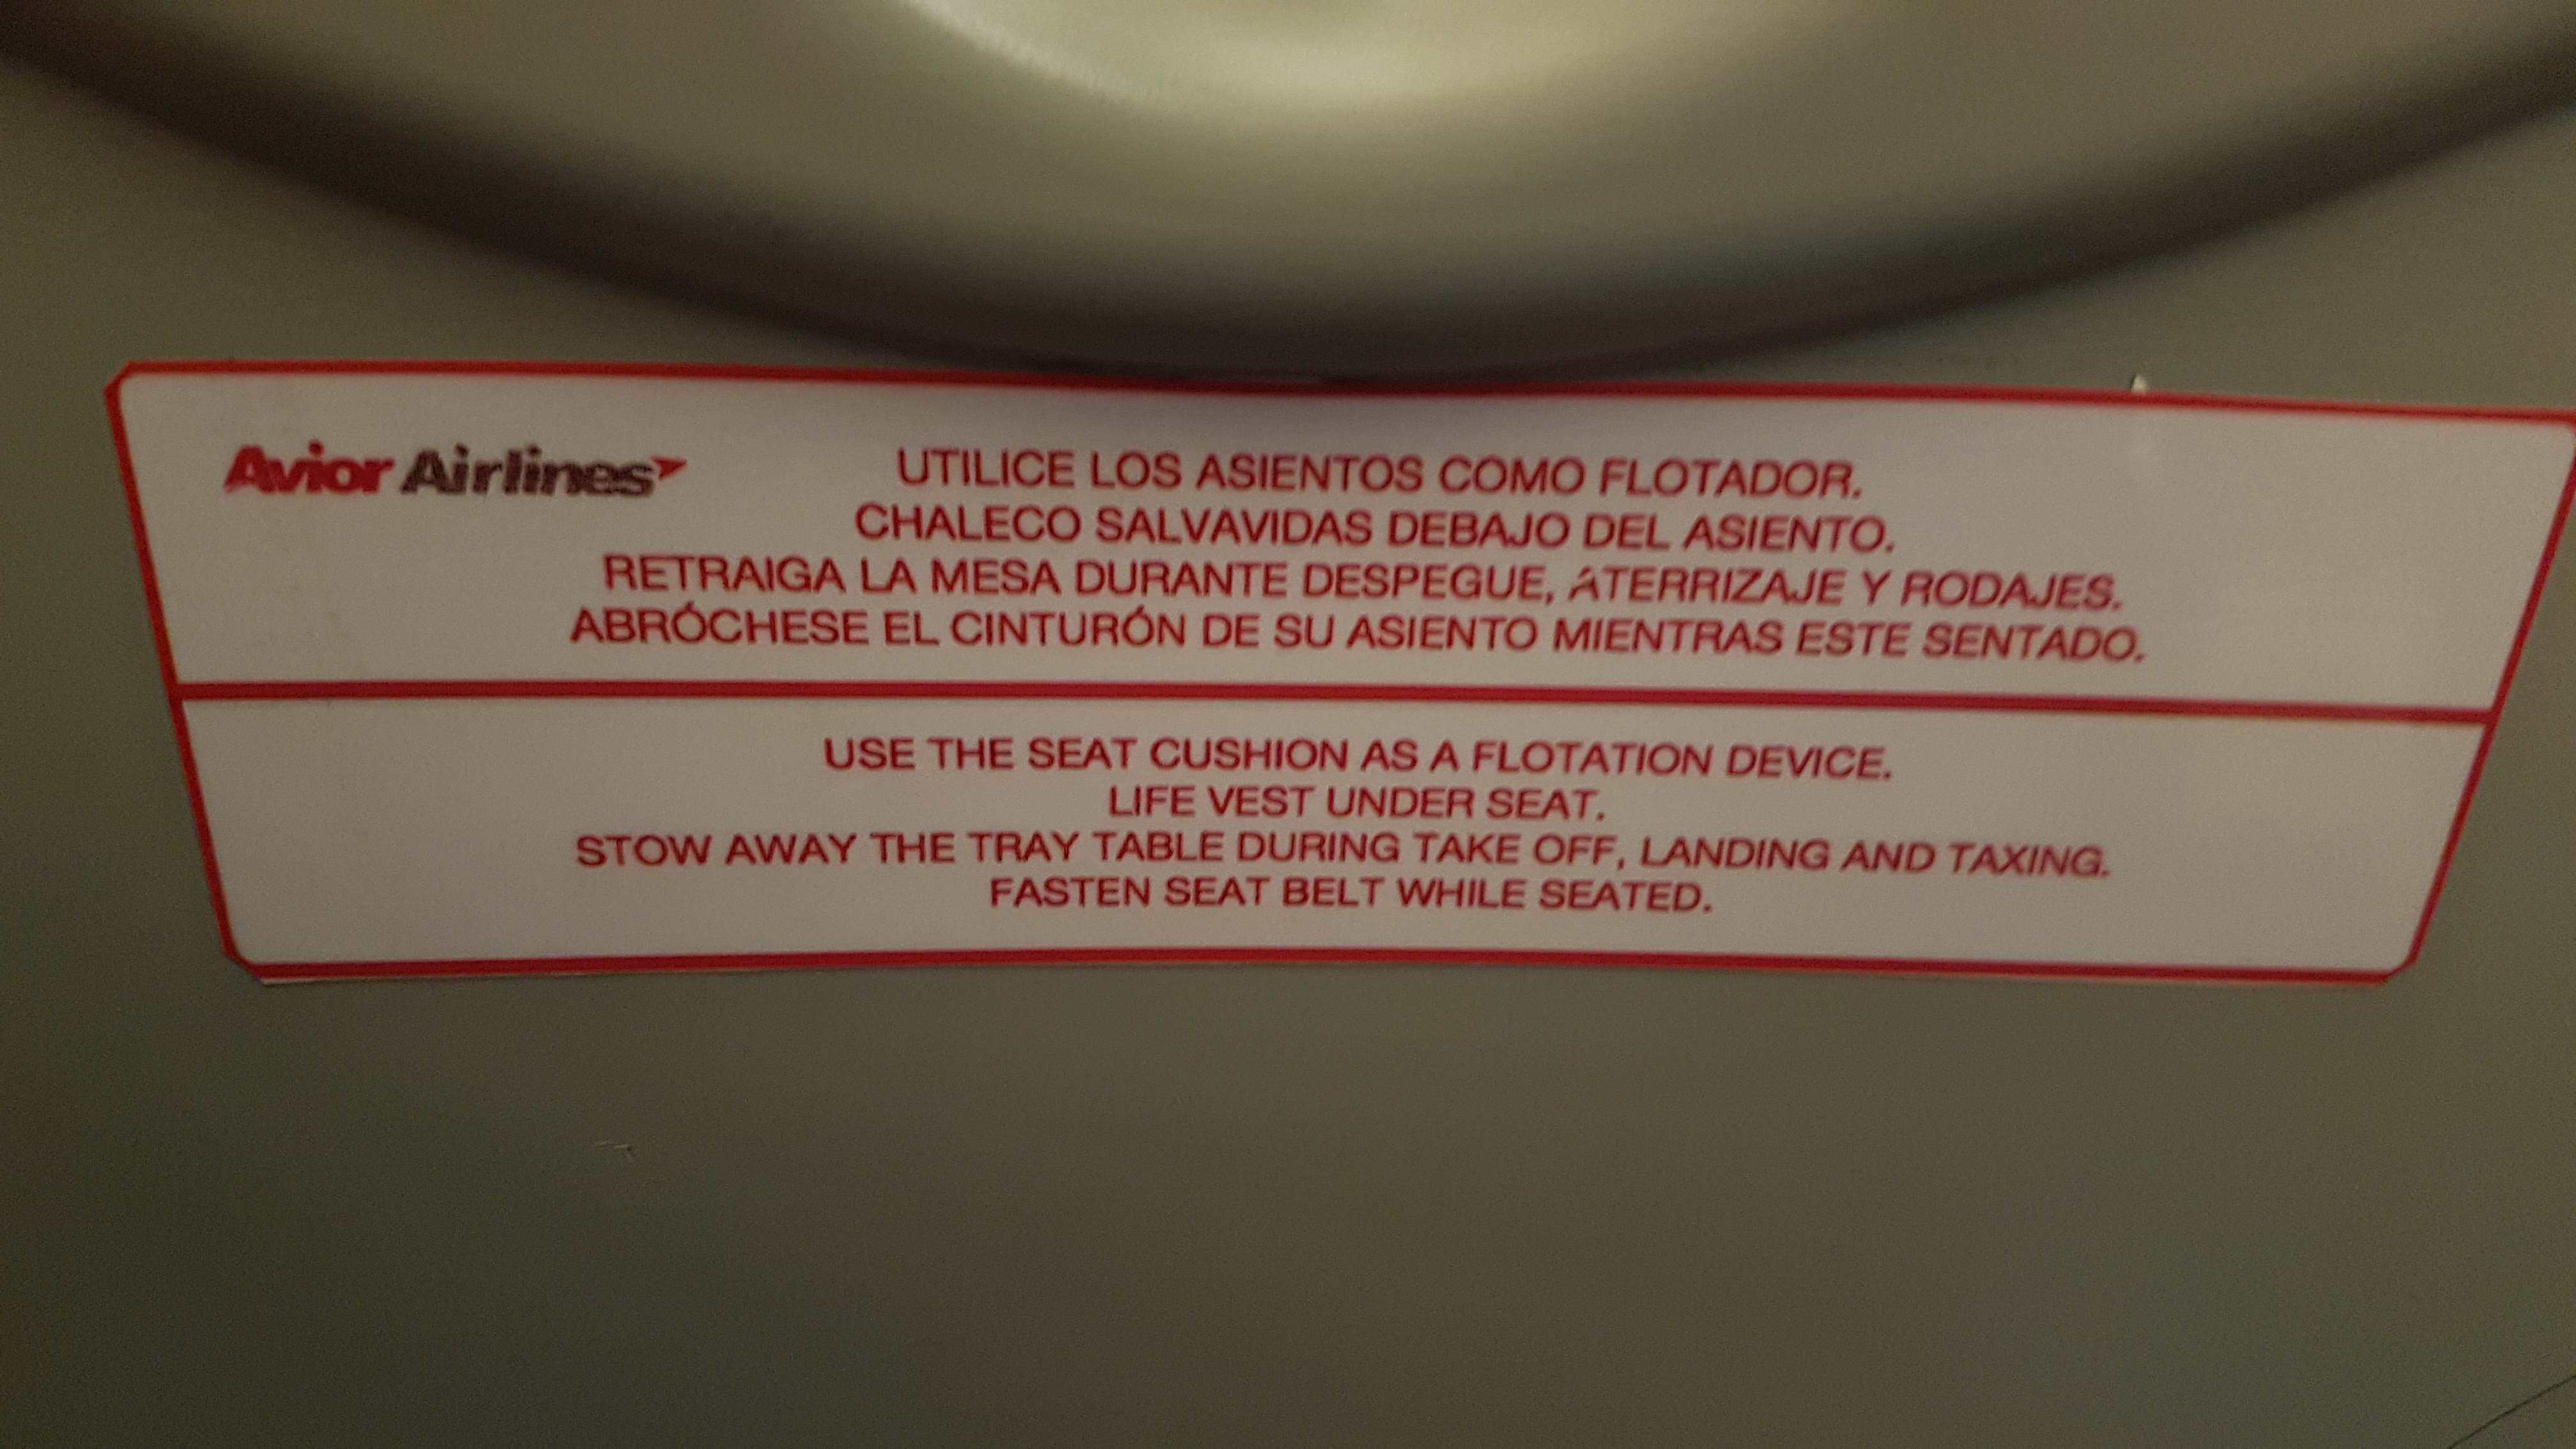 Avior Airlines
UTILICE LOS ASIENTOS COMO FLOTADOR.
CHALECO SALVAVIDAS DEBAJO DEL ASIENTO.
RETRAIGA LA MESA DURANTE DESPEGUE, ATERRIZAJE Y RODAJES.
ABRÓCHESE EL CINTURÓN DE SU ASIENTO MIENTRAS ESTE SENTADO.
USE THE SEAT CUSHION AS A FLOTATION DEVICE.
LIFE VEST UNDER SEAT.
STOW AWAY THE TRAY TABLE DURING TAKE OFF, LANDING AND TAXING.
FASTEN SEAT BELT WHILE SEATED.